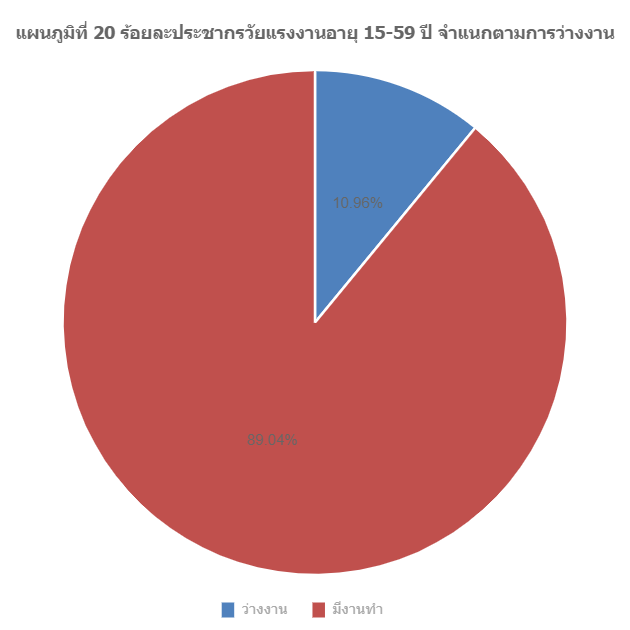 แผนภูมิที่ 20 ร้อยละประชากรวัยแรงงานอายุ 15-59 ปี จำแนกตามการว่างงาน
10.96%
89.04%
ว่างงาน มีงานทำ